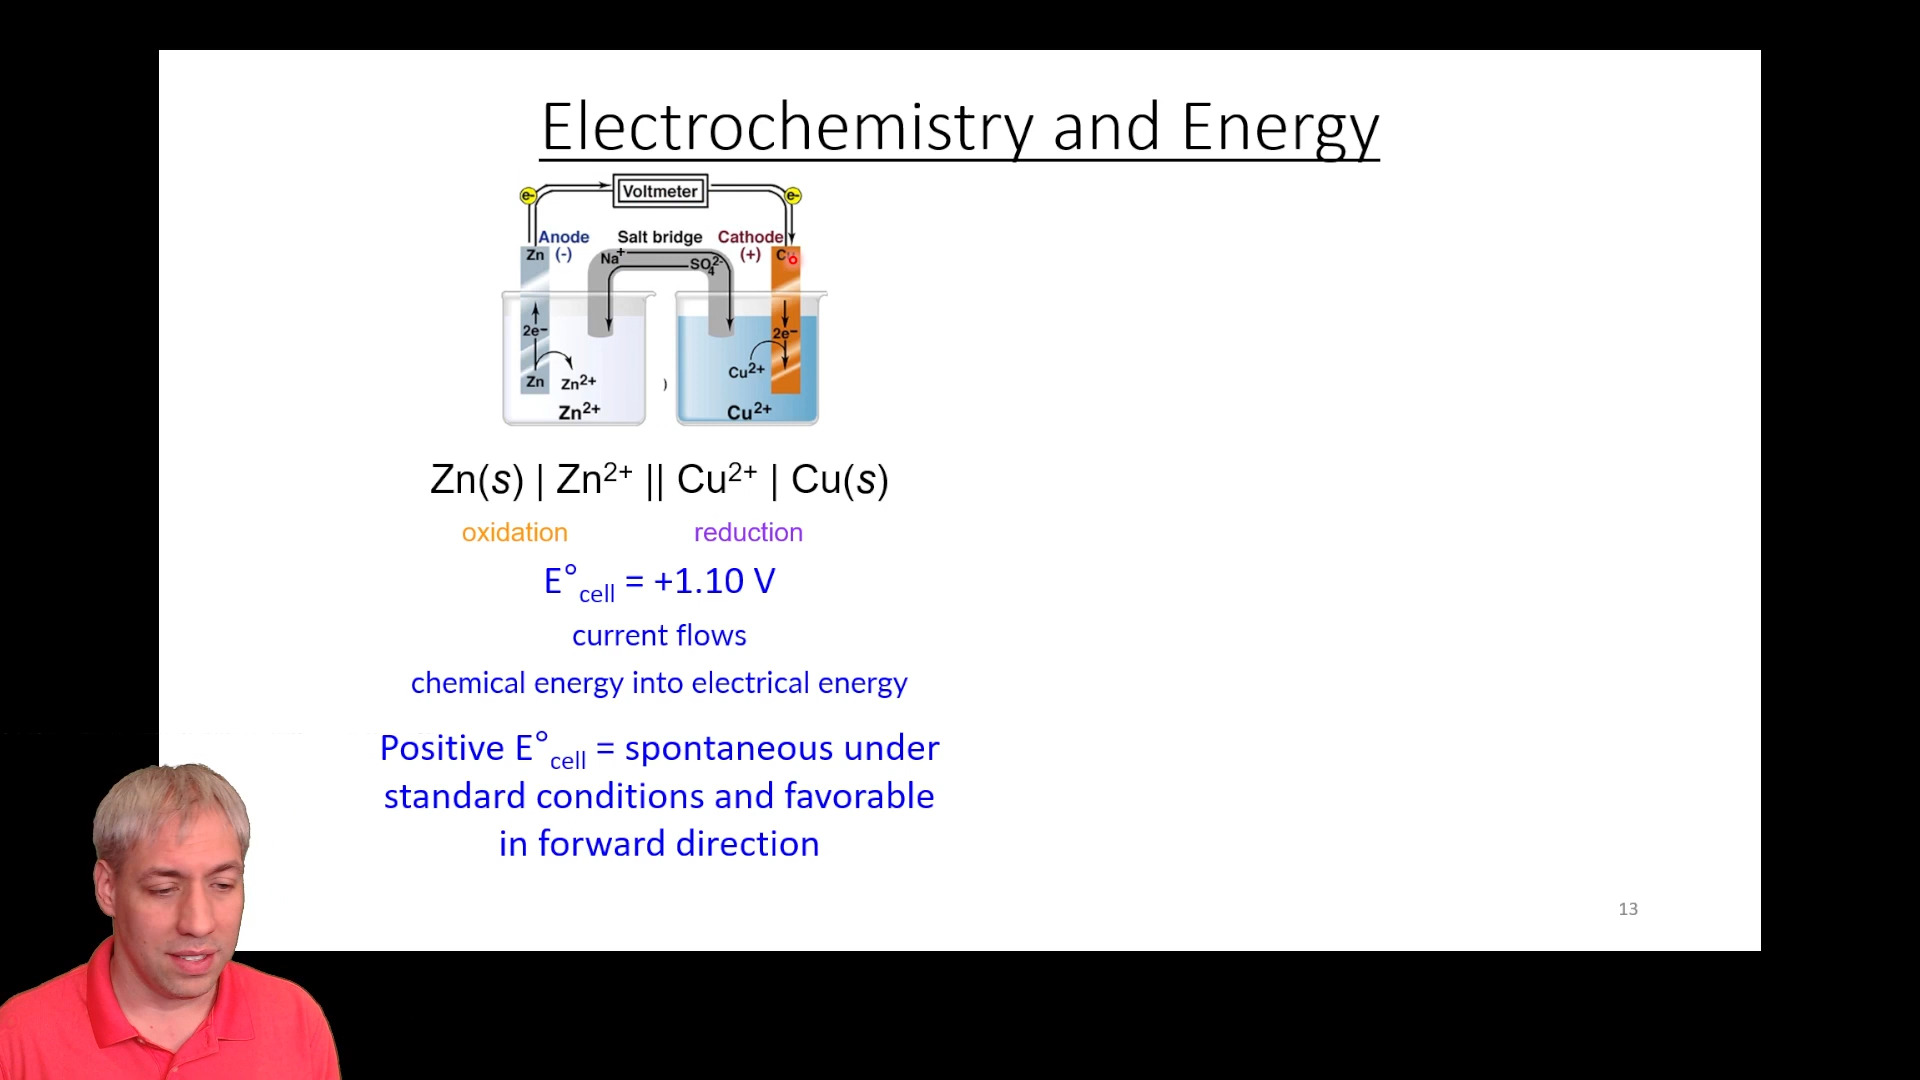 Electrochemistry and Energy
e- Voltmeter e-
Anode Salt bridge Cathode
Zn (-) Na+ SO₄²⁻ (+)
2e− 2e−
Cu2+
Zn Zn2+
)
Zn2+ Cu2+
Zn(s) | Zn2+ || Cu2+ | Cu(s)
oxidation reduction
E°cell = +1.10 V
current flows
chemical energy into electrical energy
Positive E°cell = spontaneous under
standard conditions and favorable
in forward direction
13